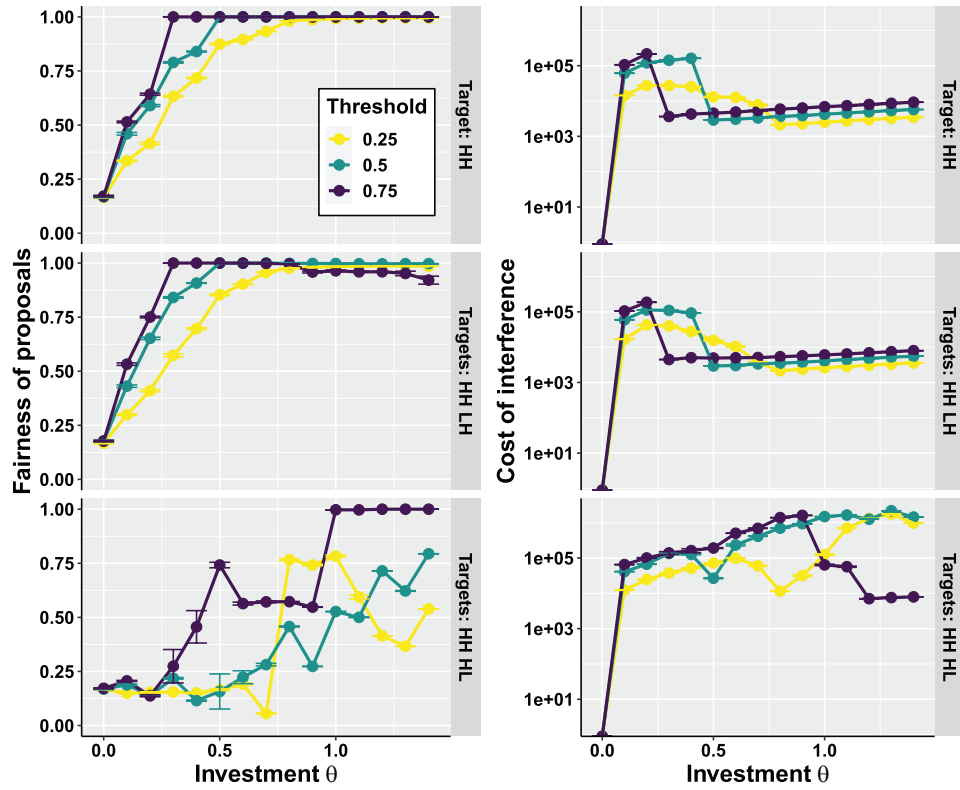 Fairness of proposals
1.00
0.75
0.50
0.25
0.00
Threshold
0.25
0.5
0.75
Target: HH
1.00
0.75
0.50
0.25
0.00
Targets: HH LH
1.00
0.75
0.50
0.25
0.00
Targets: HH HL
0.0
0.5
1.0
Investment θ
Cost of interference
1e+05
1e+03
1e+01
Target: HH
1e+05
1e+03
1e+01
Targets: HH LH
1e+05
1e+03
1e+01
Targets: HH HL
0.0
0.5
1.0
Investment θ